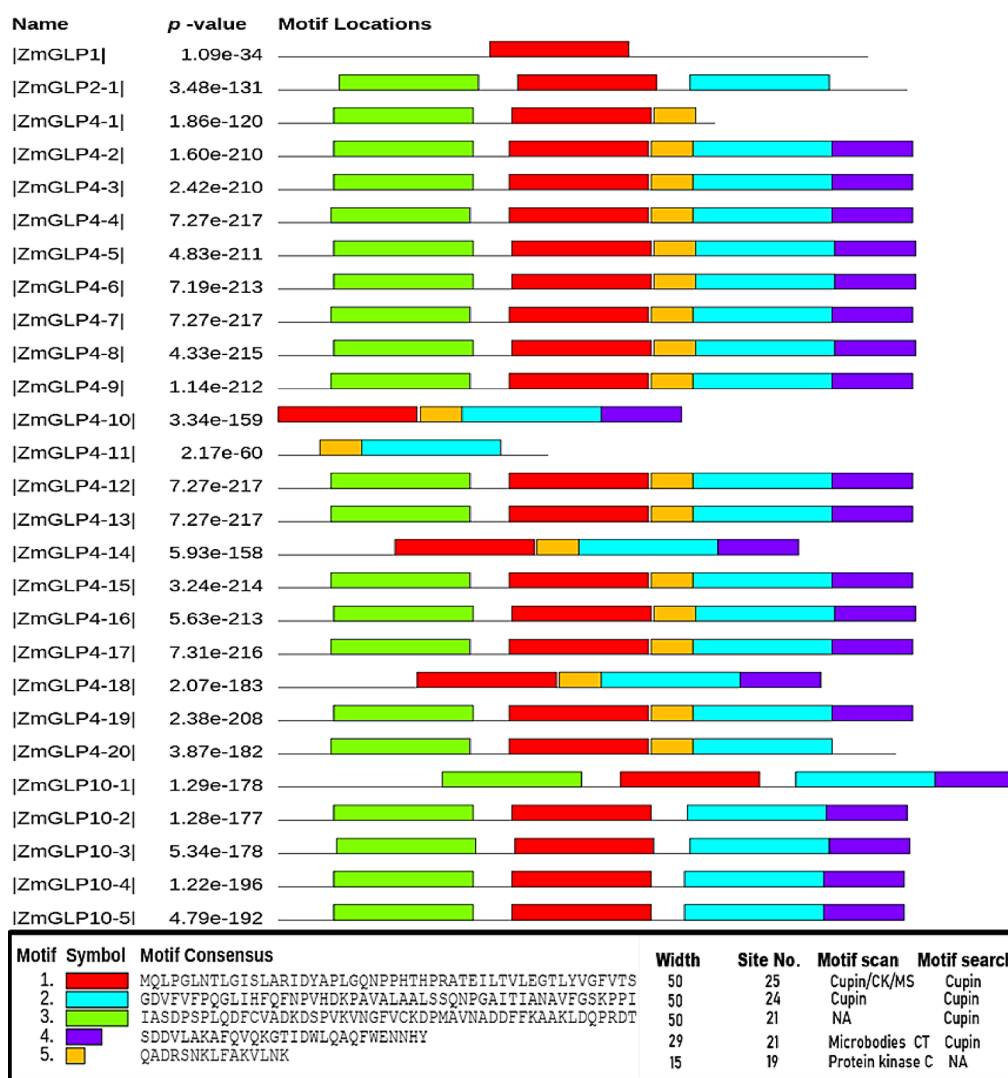 Name p -value Motif Locations
|ZmGLP1| 1.09e-34
|ZmGLP2-1| 3.48e-131
|ZmGLP4-1| 1.86e-120
|ZmGLP4-2| 1.60e-210
|ZmGLP4-3| 2.42e-210
|ZmGLP4-4| 7.27e-217
|ZmGLP4-5| 4.83e-211
|ZmGLP4-6| 7.19e-213
|ZmGLP4-7| 7.27e-217
|ZmGLP4-8| 4.33e-215
|ZmGLP4-9| 1.14e-212
|ZmGLP4-10| 3.34e-159
|ZmGLP4-11| 2.17e-60
|ZmGLP4-12| 7.27e-217
|ZmGLP4-13| 7.27e-217
|ZmGLP4-14| 5.93e-158
|ZmGLP4-15| 3.24e-214
|ZmGLP4-16| 5.63e-213
|ZmGLP4-17| 7.31e-216
|ZmGLP4-18| 2.07e-183
|ZmGLP4-19| 2.38e-208
|ZmGLP4-20| 3.87e-182
|ZmGLP10-1| 1.29e-178
|ZmGLP10-2| 1.28e-177
|ZmGLP10-3| 5.34e-178
|ZmGLP10-4| 1.22e-196
|ZmGLP10-5| 4.79e-192
Motif Symbol Motif Consensus Width Site No. Motif scan Motif search
1. MQLPGLNTLGISLARIDYAPLGQNPPHTHPRATEILTVLEGTLYVGFVTS 50 25 Cupin/CK/MS Cupin
2. GDVFVFPQGLIHFQFNPVHDKPAVALAALSSQNPGAITIANAVFGSKPPI 50 24 Cupin Cupin
3. IASDPSPLQDFCVADKDSPVKVNGFVCKDPMAVNADDFFKAAKLDQPRDT 50 21 NA Cupin
4. SDDVLAKAFQVQKGTIDWLQAQFWENNHY 29 21 Microbodies CT Cupin
5. QADRSNKLFAKVLNK 15 19 Protein kinase C NA